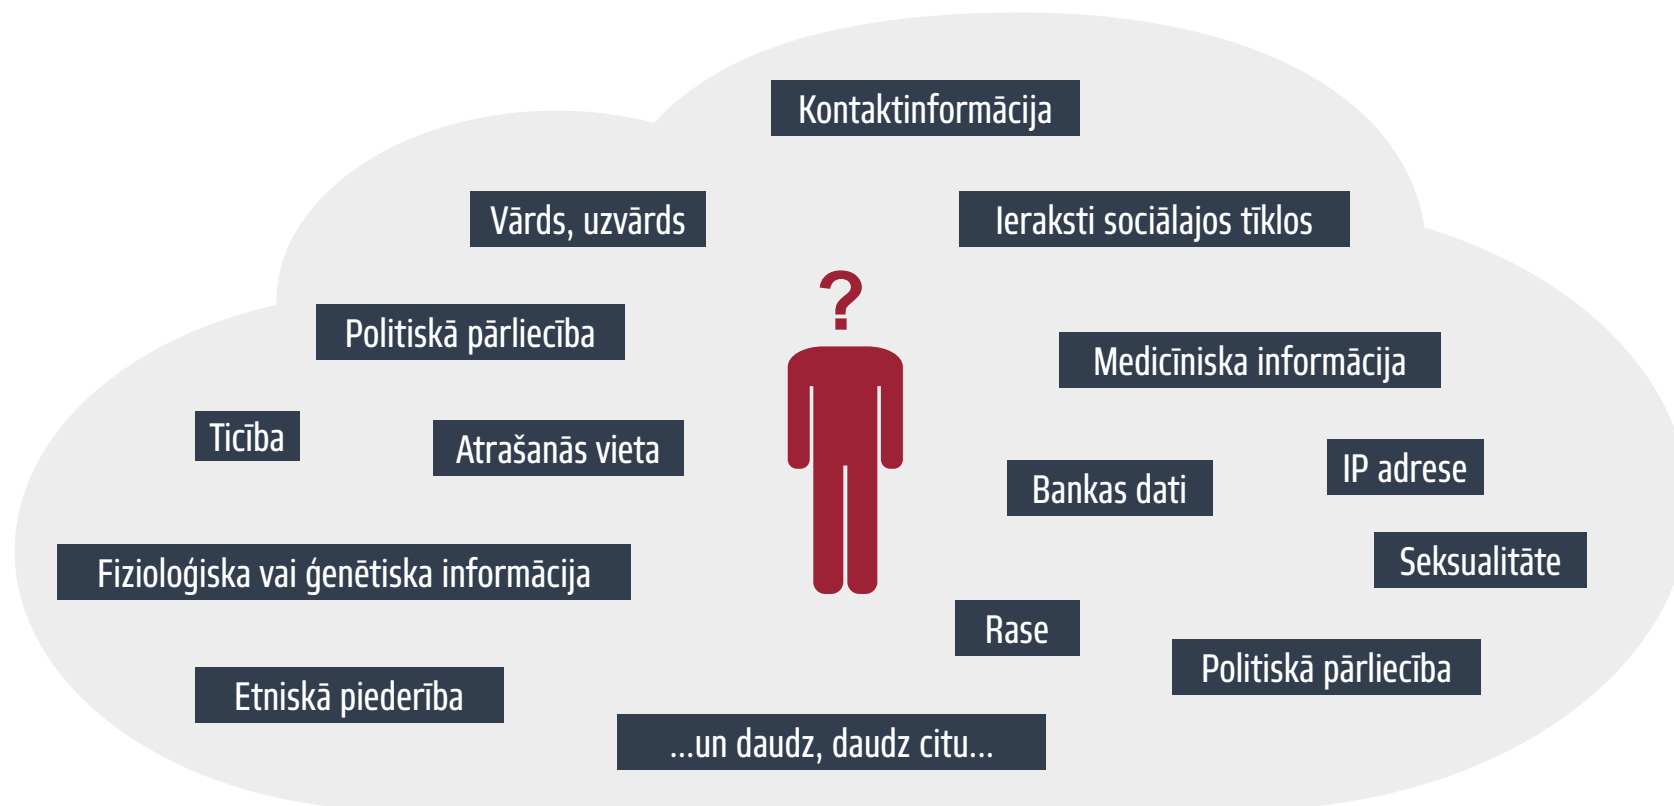 Kontaktinformācija
Vārds, uzvārds
Ieraksti sociālajos tīklos
?
Politiskā pārliecība
Medicīniska informācija
Ticība
Atrašanās vieta
IP adrese
Bankas dati
Fizioloģiska vai ģenētiska informācija
Seksualitāte
Rase
Politiskā pārliecība
Etniskā piederība
...un daudz, daudz citu...